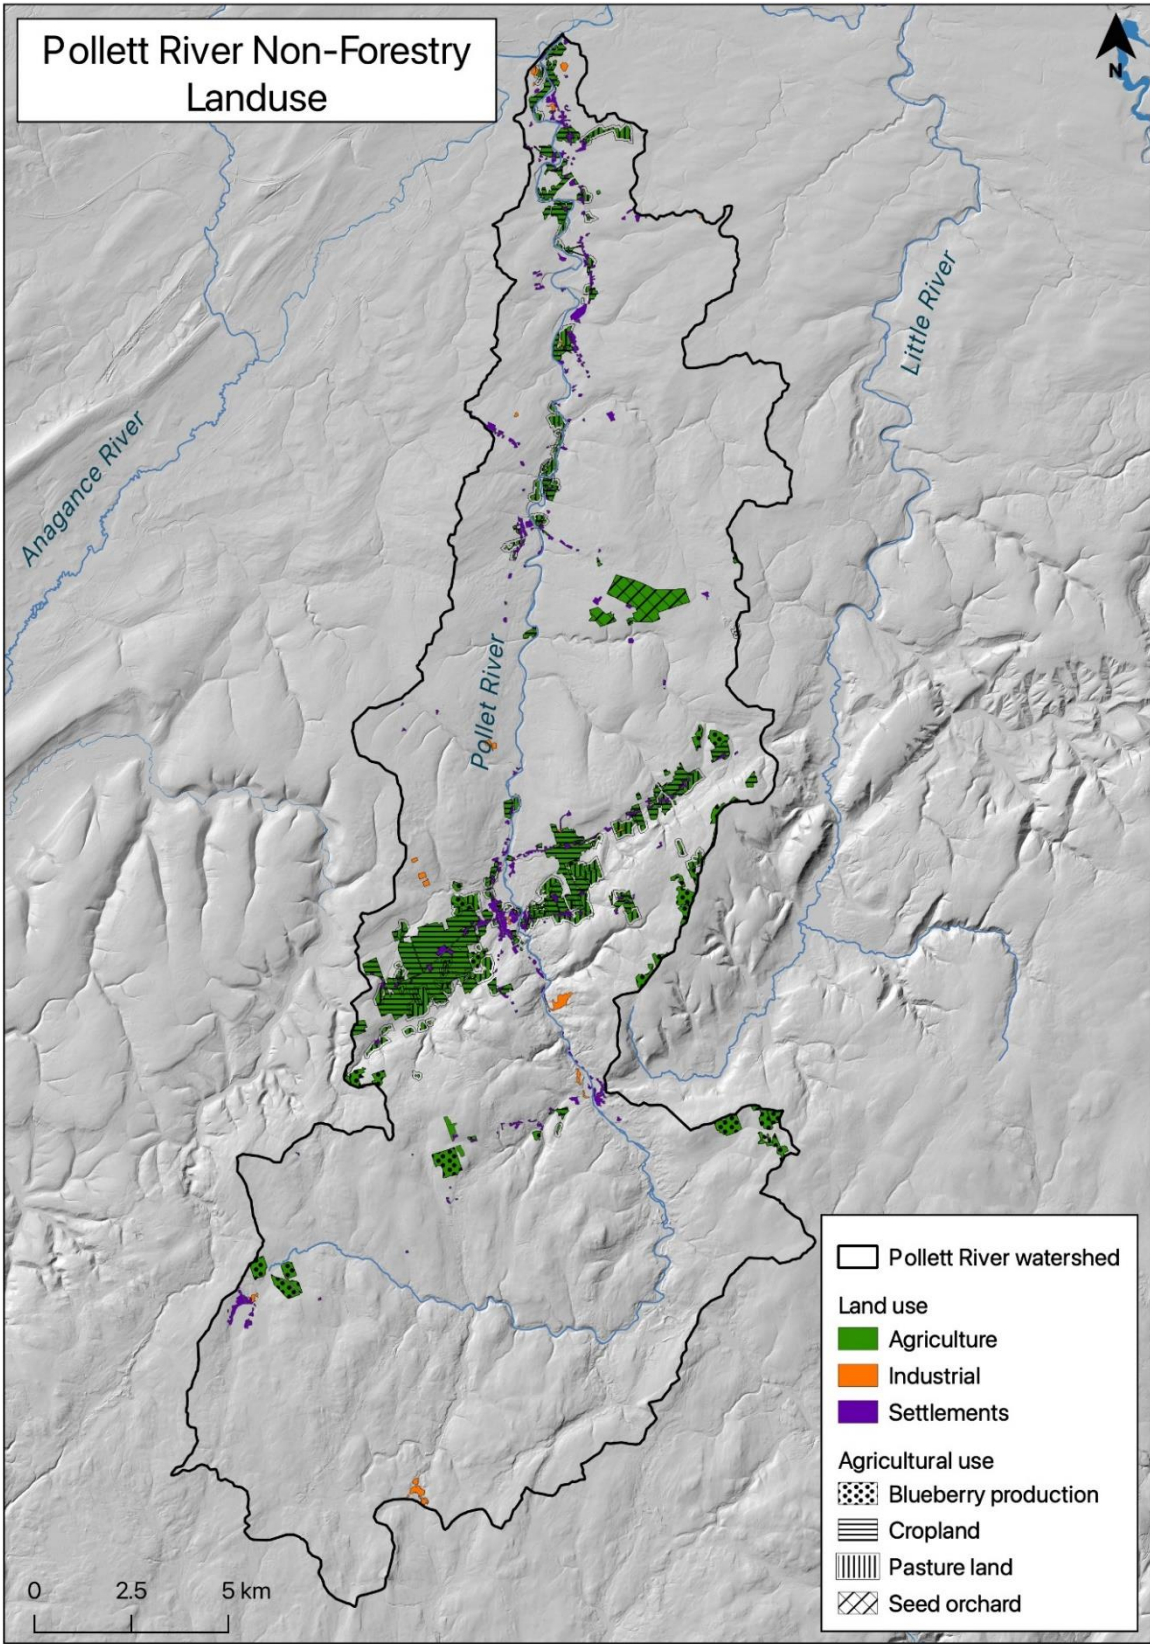 Pollett River Non-Forestry
Landuse
N
Little River
Anagance River
Pollet River
Pollett River watershed
Land use
Agriculture
Industrial
Settlements
Agricultural use
Blueberry production
Cropland
Pasture land
Seed orchard
0 2.5 5 km